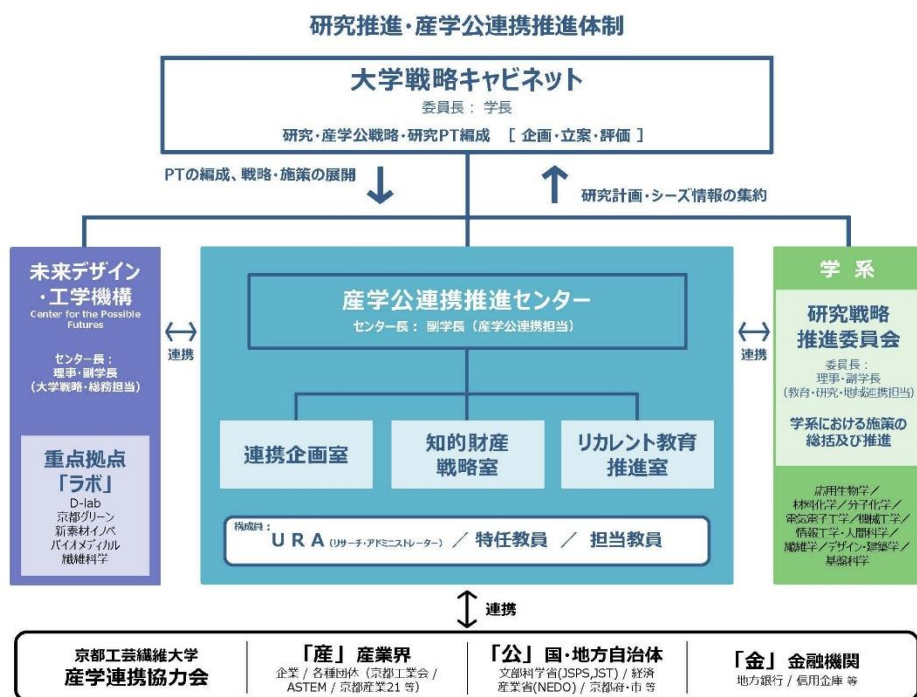 研究推進・産学公連携推進体制
大学戦略キャビネット
委員長： 学長
研究・産学公戦略・研究PT編成 ［ 企画・立案・評価 ］
PTの編成、戦略・施策の展開
研究計画・シーズ情報の集約
未来デザイン
・工学機構
Center for the Possible
Futures
センター長：
理事・副学長
(大学戦略・総務担当)
重点拠点
「ラボ」
D-lab
京都グリーン
新素材イノベ
バイオメディカル
繊維科学
連携
産学公連携推進センター
センター長： 副学長（産学公連携担当）
連携企画室
知的財産
戦略室
リカレント教育
推進室
構成員：
URA（リサーチ・アドミニストレーター） ／ 特任教員 ／ 担当教員
連携
学 系
研究戦略
推進委員会
委員長：
理事・副学長
(教育・研究・地域連携担当)
学系における施策の
総括及び推進
応用生物学／
材料化学／分子化学／
電気電子工学／機械工学／
情報工学・人間科学／
繊維学／デザイン・建築学／
基盤科学
連携
京都工芸繊維大学
産学連携協力会
「産」産業界
企業 / 各種団体（京都工業会 /
ASTEM / 京都産業21 等）
「公」国・地方自治体
文部科学省(JSPS,JST) / 経済
産業省(NEDO) / 京都府・市 等
「金」金融機関
地方銀行 / 信用金庫 等